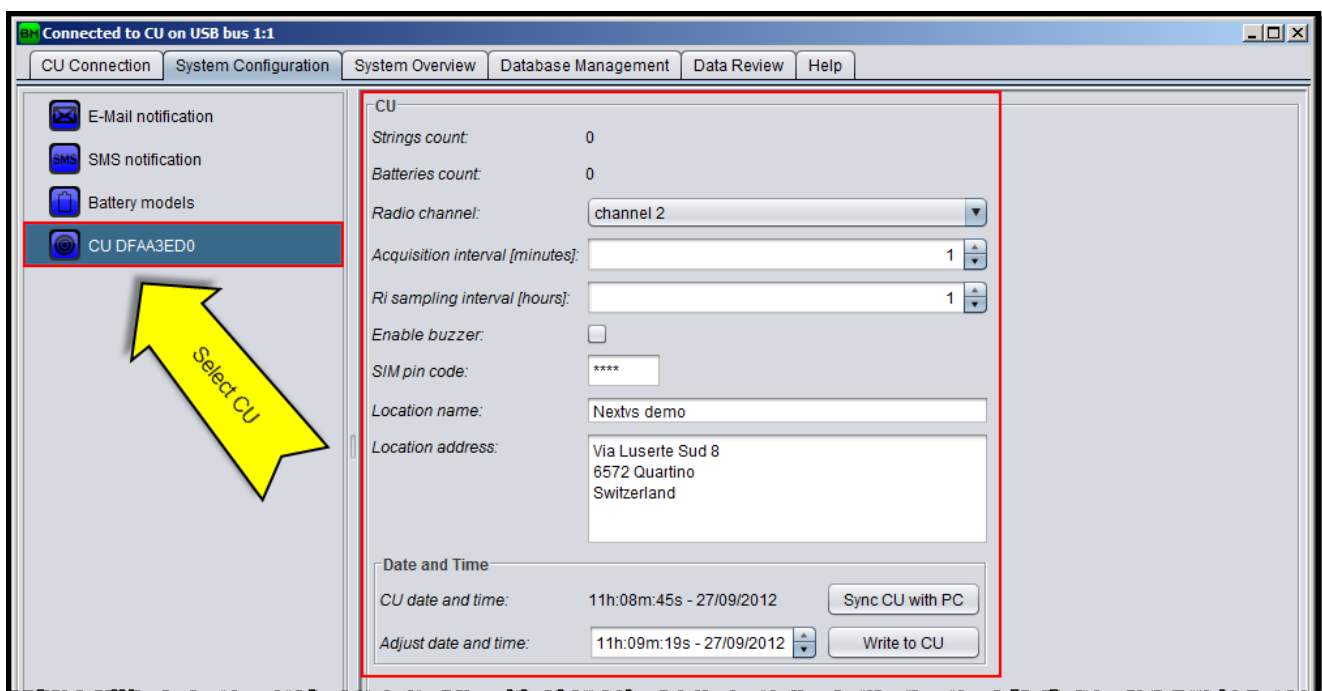 BM Connected to CU on USB bus 1:1
CU Connection System Configuration System Overview Database Management Data Review Help
E-Mail notification
SMS SMS notification
Battery models
CU DFAA3ED0
Select CU
CU
Strings count: 0
Batteries count: 0
Radio channel: channel 2
Acquisition interval [minutes]: 1
Ri sampling interval [hours]: 1
Enable buzzer:
SIM pin code: ****
Location name: Nextys demo
Location address: Via Luserte Sud 8
6572 Quartino
Switzerland
Date and Time
CU date and time: 11h:08m:45s - 27/09/2012 Sync CU with PC
Adjust date and time: 11h:09m:19s - 27/09/2012 Write to CU